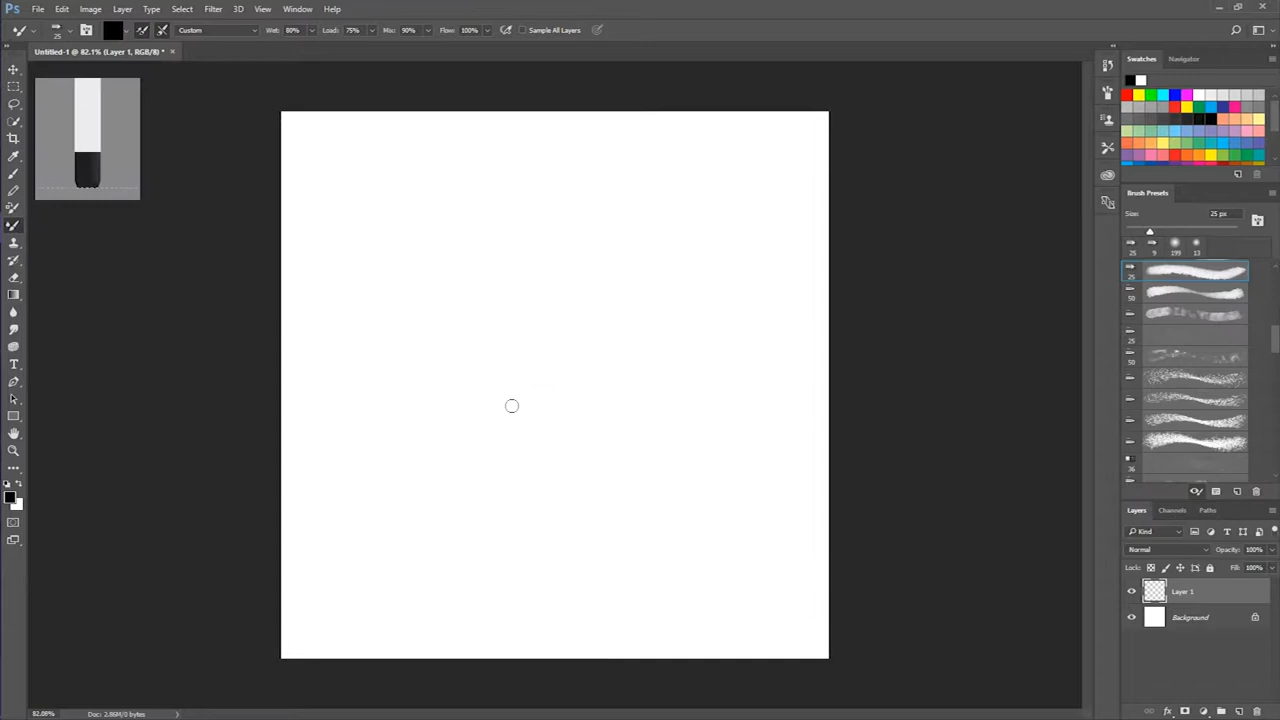 Ps File Edit Image Layer Type Select Filter 3D View Window Help
25 Custom Wet: 80% Load: 75% Mix: 90% Flow: 100% Sample All Layers
Untitled-1 @ 82.1% (Layer 1, RGB/8) *
Swatches Navigator
Brush Presets
Size: 25 px
25 9 199 13
25
50
25
50
36
Layers Channels Paths
Kind
Normal Opacity: 100%
Lock: Fill: 100%
Layer 1
Background
82.08% Doc: 2.86M/0 bytes